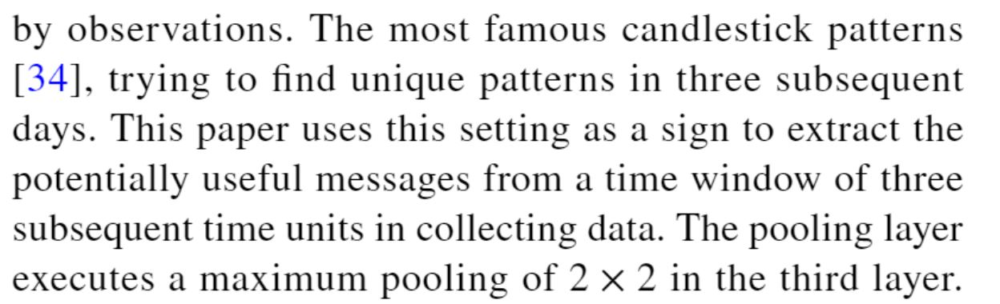 by observations. The most famous candlestick patterns
[34], trying to find unique patterns in three subsequent
days. This paper uses this setting as a sign to extract the
potentially useful messages from a time window of three
subsequent time units in collecting data. The pooling layer
executes a maximum pooling of 2 × 2 in the third layer.